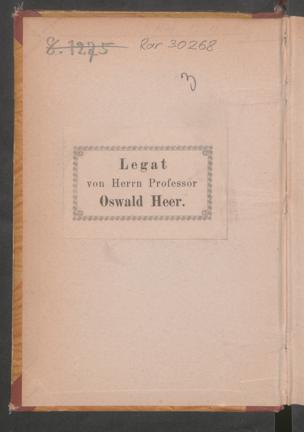 Rar 30268
Legat
von Herrn Professor
Oswald Heer.